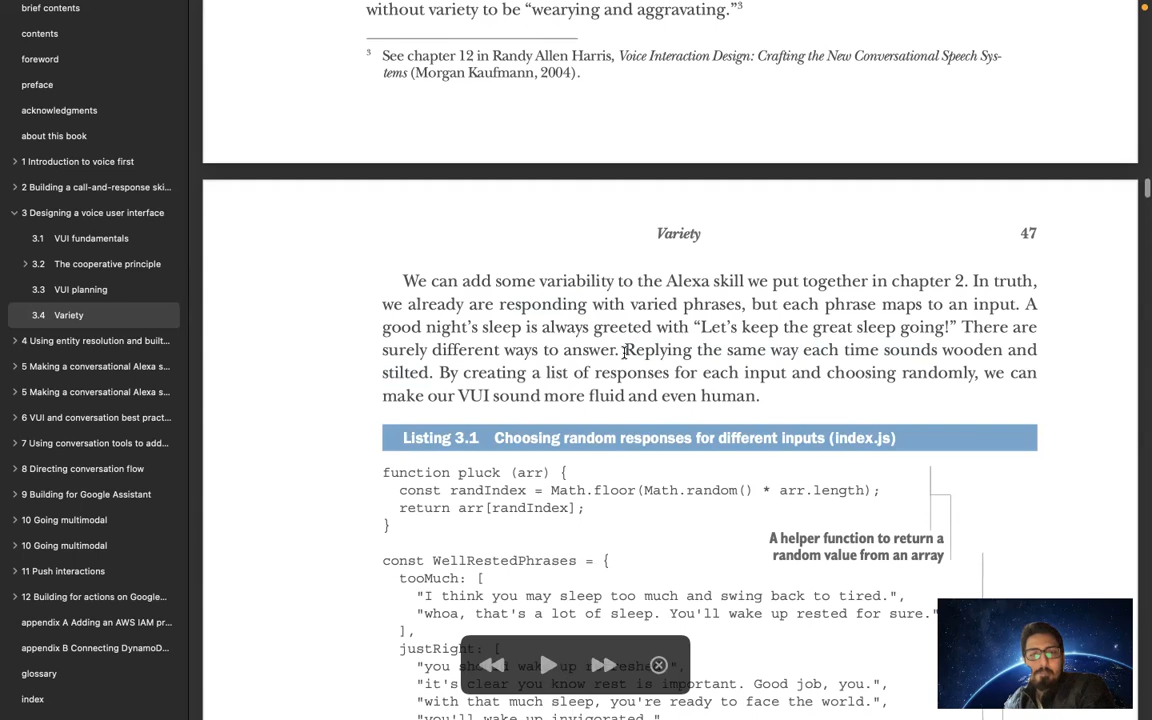 brief contents
contents
foreword
preface
acknowledgments
about this book
1 Introduction to voice first
2 Building a call-and-response ski...
3 Designing a voice user interface
3.1 VUI fundamentals
3.2 The cooperative principle
3.3 VUI planning
3.4 Variety
4 Using entity resolution and built...
5 Making a conversational Alexa s...
5 Making a conversational Alexa s...
6 VUI and conversation best pract...
7 Using conversation tools to add...
8 Directing conversation flow
9 Building for Google Assistant
10 Going multimodal
10 Going multimodal
11 Push interactions
12 Building for actions on Google...
appendix A Adding an AWS IAM pr...
appendix B Connecting DynamoD...
glossary
index
without variety to be “wearying and aggravating.”3
3 See chapter 12 in Randy Allen Harris, Voice Interaction Design: Crafting the New Conversational Speech Sys-
tems (Morgan Kaufmann, 2004).
Variety 47
We can add some variability to the Alexa skill we put together in chapter 2. In truth,
we already are responding with varied phrases, but each phrase maps to an input. A
good night’s sleep is always greeted with “Let’s keep the great sleep going!” There are
surely different ways to answer. Replying the same way each time sounds wooden and
stilted. By creating a list of responses for each input and choosing randomly, we can
make our VUI sound more fluid and even human.
Listing 3.1 Choosing random responses for different inputs (index.js)
function pluck (arr) {
const randIndex = Math.floor(Math.random() * arr.length);
return arr[randIndex];
}
A helper function to return a
random value from an array
const WellRestedPhrases = {
tooMuch: [
"I think you may sleep too much and swing back to tired.",
"whoa, that's a lot of sleep. You'll wake up rested for sure."
],
justRight: [
"you wake up
"it's clear you know rest is important. Good job, you.",
"with that much sleep, you're ready to face the world.",
"you'll wake up invigorated."